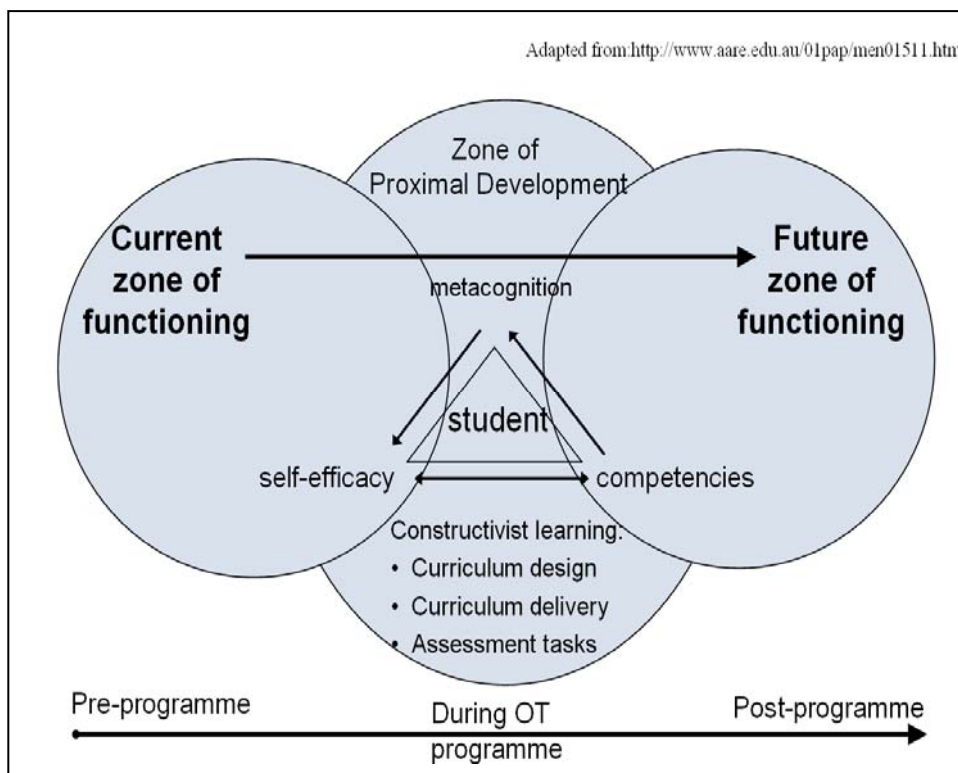 Adapted from:http://www.aare.edu.au/01pap/men01511.htm
Zone of
Proximal Development
Current
zone of
functioning
Future
zone of
functioning
metacognition
student
self-efficacy
competencies
Constructivist learning:
• Curriculum design
• Curriculum delivery
• Assessment tasks
Pre-programme
During OT
programme
Post-programme